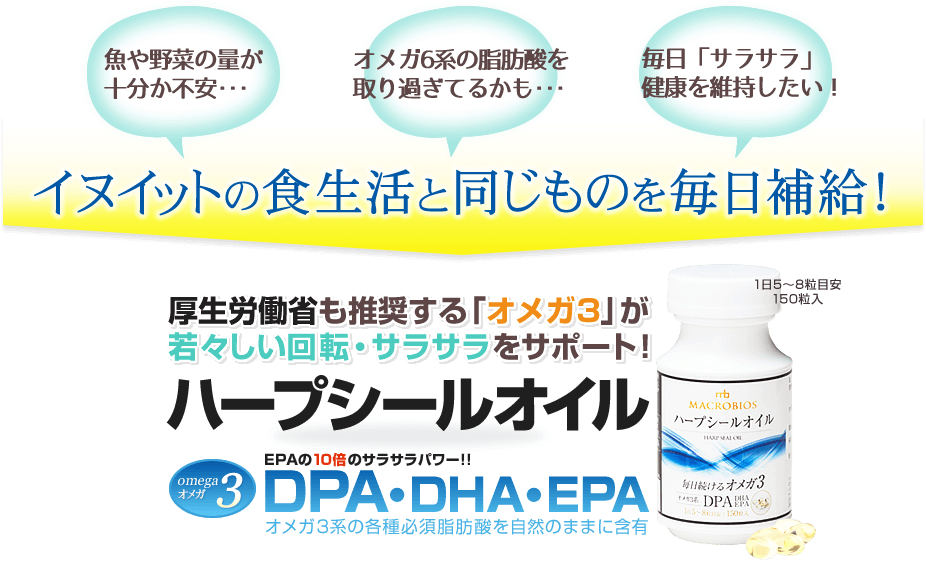 魚や野菜の量が
十分か不安･･･
オメガ6系の脂肪酸を
取り過ぎてるかも･･･
毎日「サラサラ」
健康を維持したい！
イヌイットの食生活と同じものを毎日補給！
厚生労働省も推奨する「オメガ3」が
若々しい回転・サラサラをサポート！
ハープシールオイル
EPAの10倍のサラサラパワー!!
omega
オメガ 3
DPA・DHA・EPA
オメガ3系の各種必須脂肪酸を自然のままに含有
1日5～8粒目安
150粒入
mb
MACROBIOS
ハープシールオイル
HARP SEAL OIL
毎日続けるオメガ3
オメガ3系 DPA DHA EPA